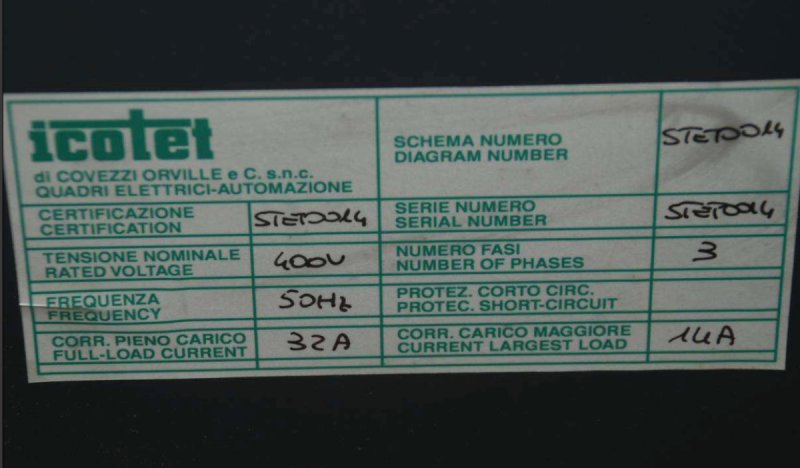 icotet
di COVEZZI ORVILLE e C. s.n.c.
QUADRI ELETTRICI-AUTOMAZIONE
SCHEMA NUMERO
DIAGRAM NUMBER
STET0014
CERTIFICAZIONE
CERTIFICATION
STET0014
SERIE NUMERO
SERIAL NUMBER
STET0014
TENSIONE NOMINALE
RATED VOLTAGE
400V
NUMERO FASI
NUMBER OF PHASES
3
FREQUENZA
FREQUENCY
50Hz
PROTEZ. CORTO CIRC.
PROTEC. SHORT-CIRCUIT
CORR. PIENO CARICO
FULL-LOAD CURRENT
32A
CORR. CARICO MAGGIORE
CURRENT LARGEST LOAD
14A